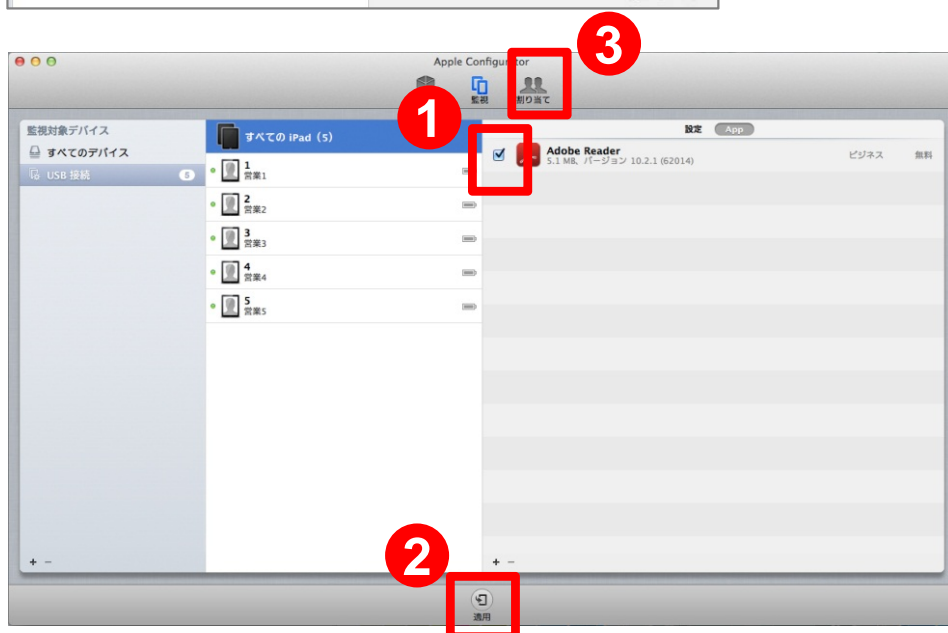 Apple Configurator
3
監視
割り当て
1
監視対象デバイス
すべてのデバイス
USB 接続
5
すべての iPad（5）
1
営業1
2
営業2
3
営業3
4
営業4
5
営業5
設定
App
Adobe Reader
5.1 MB、バージョン 10.2.1 (62014)
ビジネス
無料
2
適用